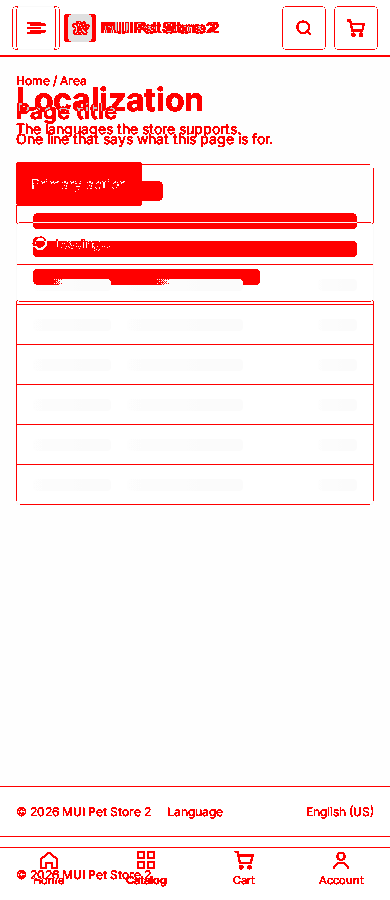 MUI Pet Store 2
Home / Area
Localization
Page title
The languages the store supports.
One line that says what this page is for.
Primary action
Loading
© 2026 MUI Pet Store 2 Language English (US)
© 2026 MUI Pet Store 2
Home Catalog Cart Account